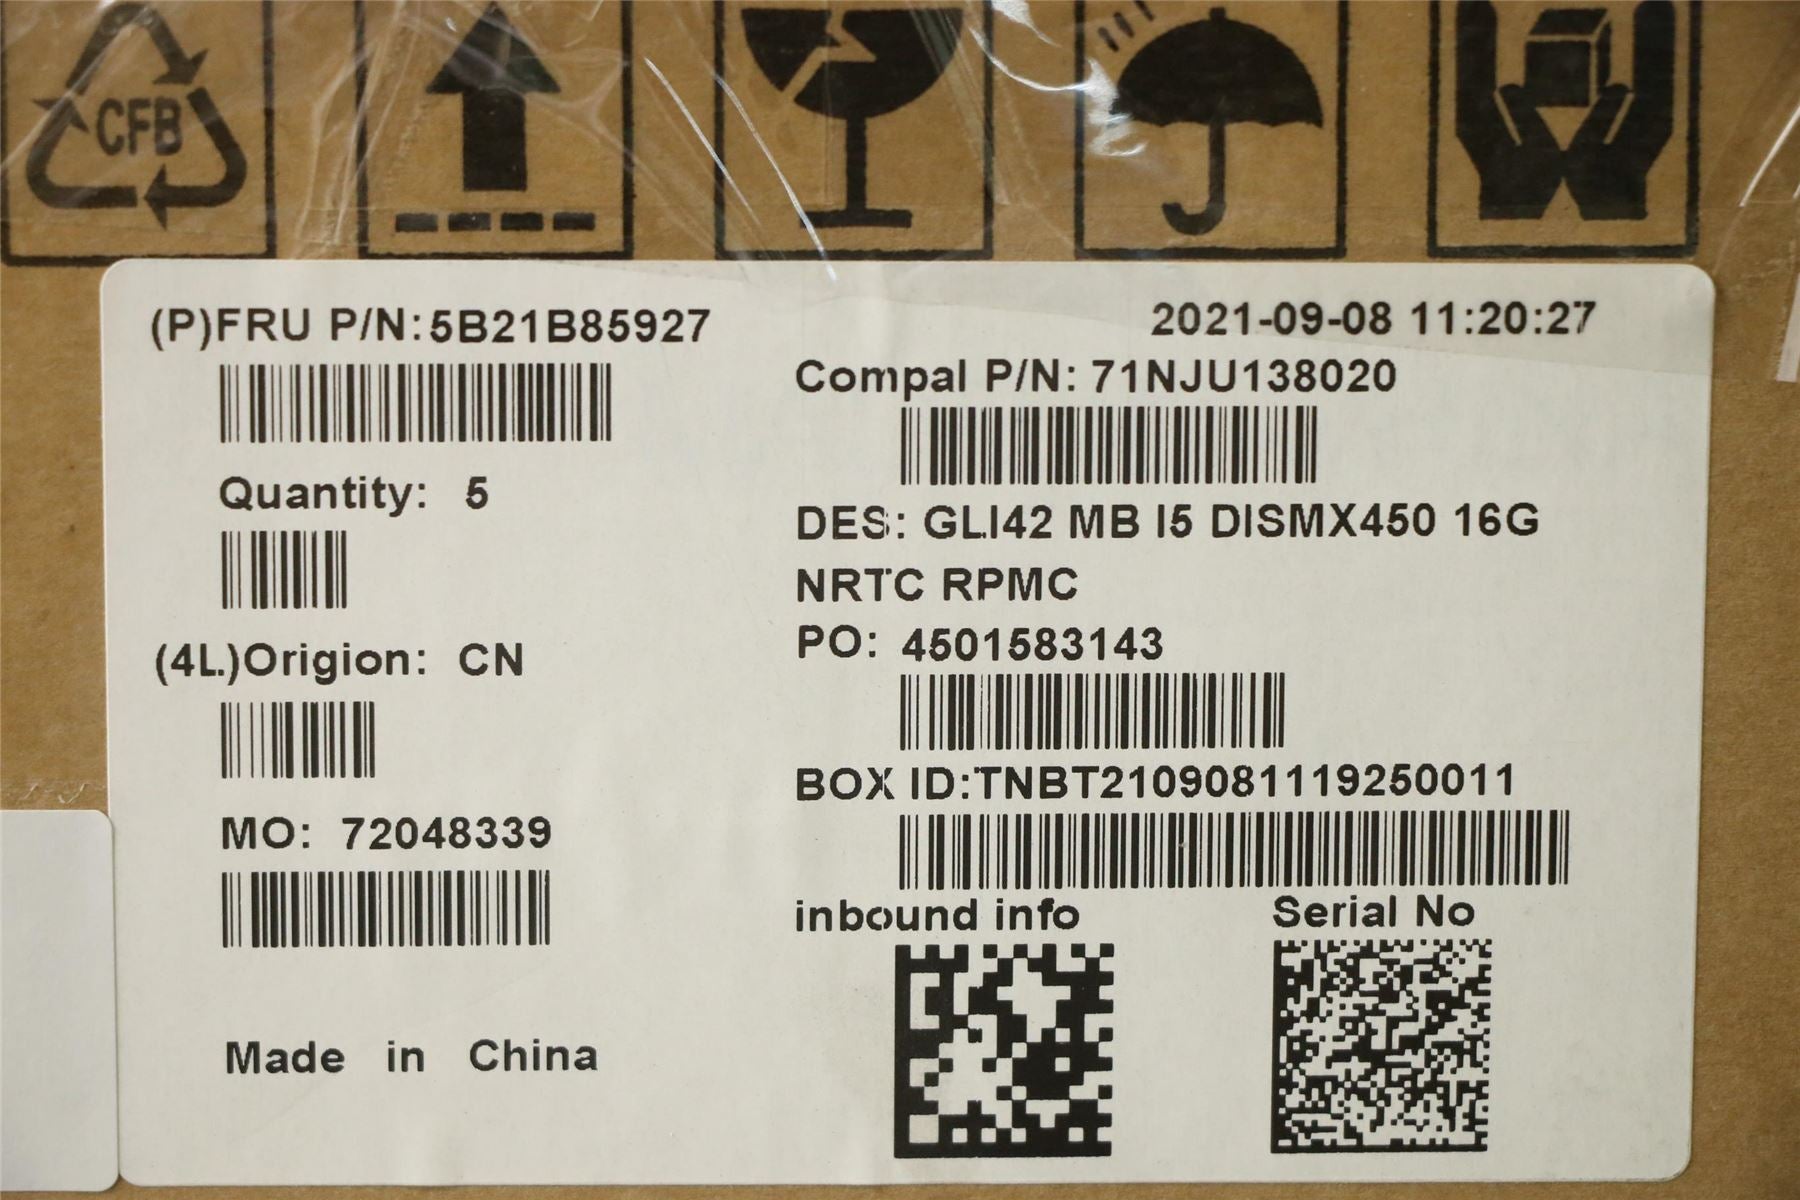 CFB
(P)FRU P/N:5B21B85927
2021-09-08 11:20:27
Compal P/N: 71NJU138020
Quantity: 5
DES: GLI42 MB I5 DISMX450 16G
NRTC RPMC
(4L)Origion: CN
PO: 4501583143
BOX ID:TNBT2109081119250011
MO: 72048339
inbound info
Serial No
Made in China